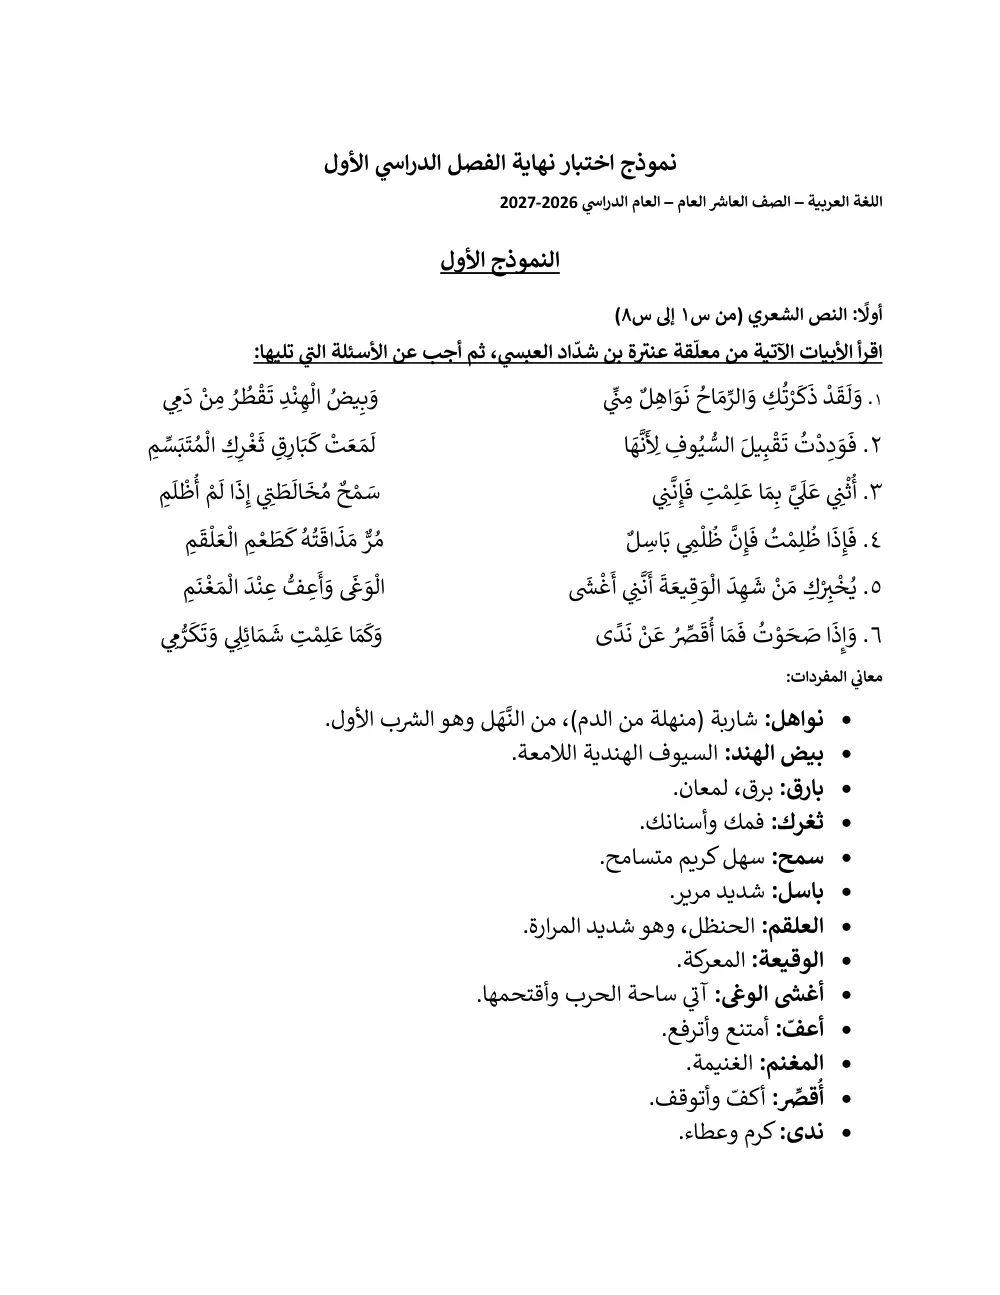 نموذج اختبار نهاية الفصل الدراسي الأول
اللغة العربية – الصف العاشر العام – العام الدراسي 2026-2027
النموذج الأول
أولًا: النص الشعري (من س١ إلى س٨)
اقرأ الأبيات الآتية من معلّقة عنترة بن شدّاد العبسي، ثم أجب عن الأسئلة التي تليها:
١. وَلَقَدْ ذَكَرْتُكِ وَالرِّمَاحُ نَوَاهِلٌ مِنِّي وَبِيضُ الْهِنْدِ تَقْطُرُ مِنْ دَمِي
٢. فَوَدِدْتُ تَقْبِيلَ السُّيُوفِ لِأَنَّهَا لَمَعَتْ كَبَارِقِ ثَغْرِكِ الْمُتَبَسِّمِ
٣. أُثْنِي عَلَيَّ بِمَا عَلِمْتِ فَإِنَّنِي سَمْحٌ مُخَالَطَتِي إِذَا لَمْ أُظْلَمِ
٤. فَإِذَا ظُلِمْتُ فَإِنَّ ظُلْمِي بَاسِلٌ مُرٌّ مَذَاقَتُهُ كَطَعْمِ الْعَلْقَمِ
٥. يُخْبِرْكِ مَنْ شَهِدَ الْوَقِيعَةَ أَنَّنِي أَغْشَى الْوَغَى وَأَعِفُّ عِنْدَ الْمَغْنَمِ
٦. وَإِذَا صَحَوْتُ فَمَا أُقَصِّرُ عَنْ نَدًى وَكَمَا عَلِمْتِ شَمَائِلِي وَتَكَرُّمِي
معاني المفردات:
• نواهل: شاربة (منهلة من الدم)، من النَّهَل وهو الشرب الأول.
• بيض الهند: السيوف الهندية اللامعة.
• بارق: برق، لمعان.
• ثغرك: فمك وأسنانك.
• سمح: سهل كريم متسامح.
• باسل: شديد مرير.
• العلقم: الحنظل، وهو شديد المرارة.
• الوقيعة: المعركة.
• أغشى الوغى: آتي ساحة الحرب وأقتحمها.
• أعفّ: أمتنع وأترفع.
• المغنم: الغنيمة.
• أُقصِّر: أكفّ وأتوقف.
• ندى: كرم وعطاء.